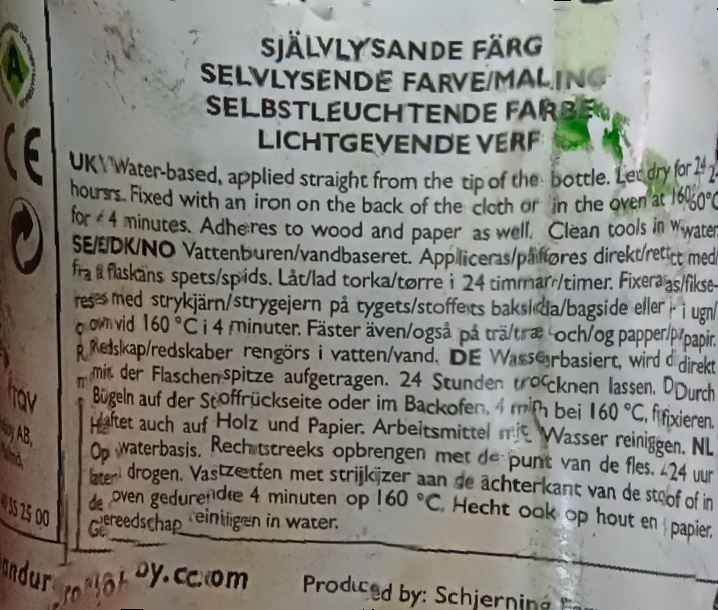 SJÄLVLYSANDE FÄRG
SELVLYSENDE FARVE/MALING
SELBSTLEUCHTENDE FARBE
LICHTGEVENDE VERF
A
CE
UK Water-based, applied straight from the tip of the bottle. Let dry for 24
hours. Fixed with an iron on the back of the cloth or in the oven at 160°C
for 4 minutes. Adheres to wood and paper as well. Clean tools in water
SE/DK/NO Vattenburen/vandbaseret. Appliceras/påføres direkt/rett med/
fra flaskans spets/spids. Låt/lad torka/tørre i 24 timmar/timer. Fixeras/fikse-
res med strykjärn/strygejern på tygets/stoffets baksida/bagside eller i ugn/
ovn vid 160 °C i 4 minuter. Fäster även/også på trä/træ och/og papper/papir.
Redskap/redskaber rengörs i vatten/vand. DE Wasserbasiert, wird direkt
mit der Flaschenspitze aufgetragen. 24 Stunden trocknen lassen. Durch
Bügeln auf der Stoffrückseite oder im Backofen, 4 min bei 160 °C, fixieren.
Haftet auch auf Holz und Papier. Arbeitsmittel mit Wasser reinigen. NL
Op waterbasis. Rechtstreeks opbrengen met de punt van de fles. 24 uur
laten drogen. Vastzetten met strijkijzer aan de achterkant van de stof of in
de oven gedurende 4 minuten op 160 °C. Hecht ook op hout en papier.
Gereedschap reinigen in water.
AB,
55 25 00
Produced by: Schjerning